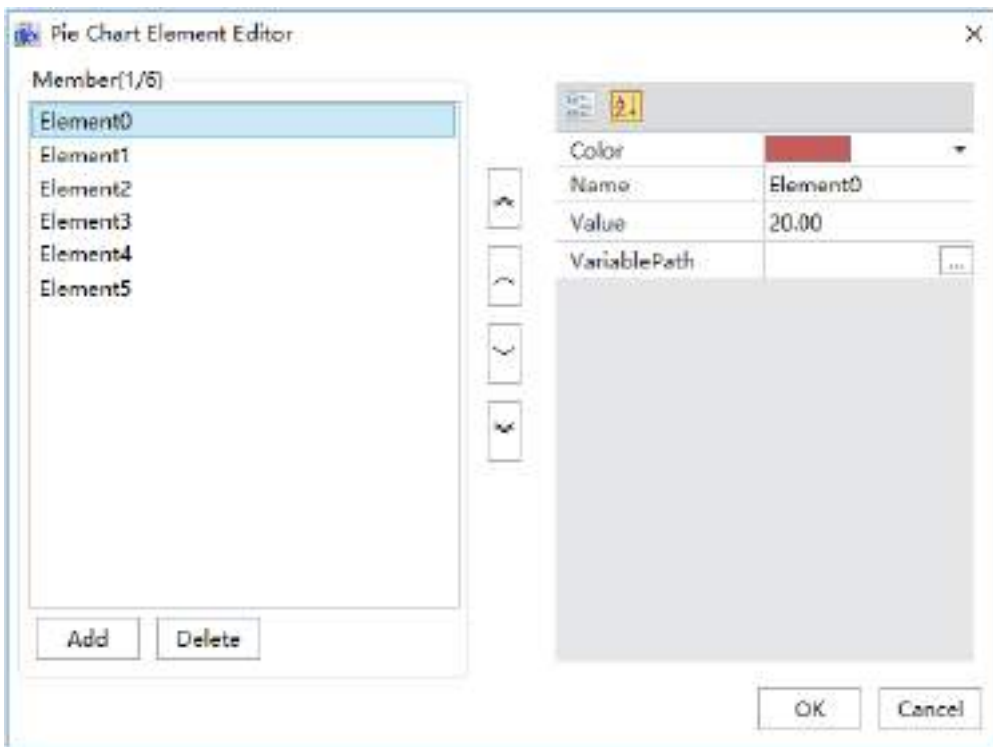 Pie Chart Element Editor
Member(1/6)
Element0
Element1
Element2
Element3
Element4
Element5
Add Delete
Color
Name Element0
Value 20.00
VariablePath ...
OK Cancel